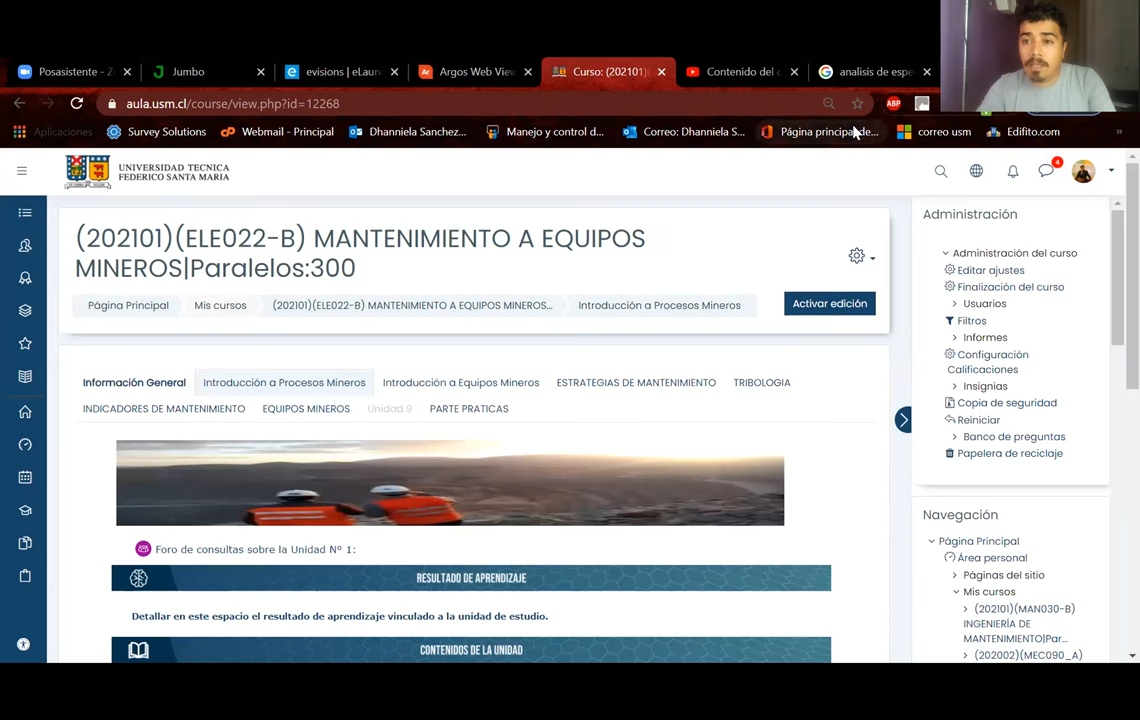 Posasistente - Z
Jumbo
evisions | eLaun
Argos Web View
Curso: (202101)
Contenido del c
analisis de espe
aula.usm.cl/course/view.php?id=12268
ABP
Aplicaciones
Survey Solutions
Webmail - Principal
Dhanniela Sanchez...
Manejo y control d...
Correo: Dhanniela S...
Página principal de...
correo usm
Edifito.com
»
UNIVERSIDAD TECNICA
FEDERICO SANTA MARIA
4
(202101)(ELE022-B) MANTENIMIENTO A EQUIPOS
MINEROS|Paralelos:300
Página Principal
Mis cursos
(202101)(ELE022-B) MANTENIMIENTO A EQUIPOS MINEROS...
Introducción a Procesos Mineros
Activar edición
Información General
Introducción a Procesos Mineros
Introducción a Equipos Mineros
ESTRATEGIAS DE MANTENIMIENTO
TRIBOLOGIA
INDICADORES DE MANTENIMIENTO
EQUIPOS MINEROS
Unidad 9
PARTE PRATICAS
Foro de consultas sobre la Unidad Nº 1:
RESULTADO DE APRENDIZAJE
Detallar en este espacio el resultado de aprendizaje vinculado a la unidad de estudio.
CONTENIDOS DE LA UNIDAD
Administración
Administración del curso
Editar ajustes
Finalización del curso
Usuarios
Filtros
Informes
Configuración
Calificaciones
Insignias
Copia de seguridad
Reiniciar
Banco de preguntas
Papelera de reciclaje
Navegación
Página Principal
Área personal
Páginas del sitio
Mis cursos
(202101)(MAN030-B)
INGENIERÍA DE
MANTENIMIENTO|Par...
(202002)(MEC090_A)